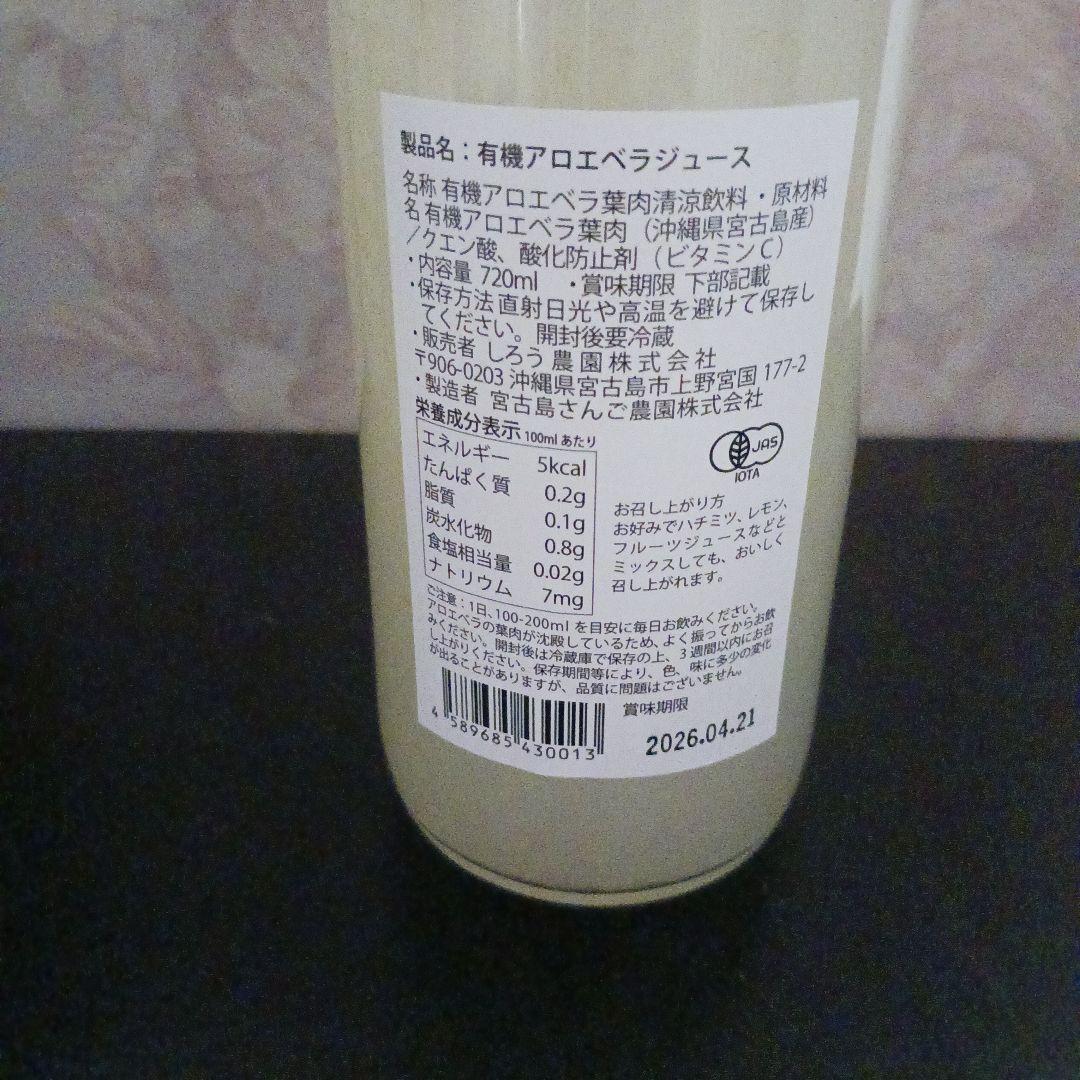 製品名：有機アロエベラジュース
名称 有機アロエベラ葉肉清涼飲料 ・原材料
名 有機アロエベラ葉肉（沖縄県宮古島産）
／クエン酸、酸化防止剤（ビタミンC）
・内容量 720ml ・賞味期限 下部記載
・保存方法 直射日光や高温を避けて保存し
てください。開封後要冷蔵
・販売者 しろう農園株式会社
〒906-0203 沖縄県宮古島市上野宮国 177-2
・製造者 宮古島さんご農園株式会社
栄養成分表示 100mlあたり
エネルギー 5kcal
たんぱく質 0.2g
脂質 0.1g
炭水化物 0.8g
食塩相当量 0.02g
ナトリウム 7mg
JAS
IOTA
お召し上がり方
お好みでハチミツ、レモン、
フルーツジュースなどと
ミックスしても、おいしく
召し上がれます。
ご注意：1日、100-200mlを目安に毎日お飲みください。
アロエベラの葉肉が沈殿しているため、よく振ってからお飲
みください。開封後は冷蔵庫で保存の上、3週間以内にお召
し上がりください。保存期間等により、色、味に多少の変化
が出ることがありますが、品質に問題はございません。
4 589685 430013
賞味期限
2026.04.21